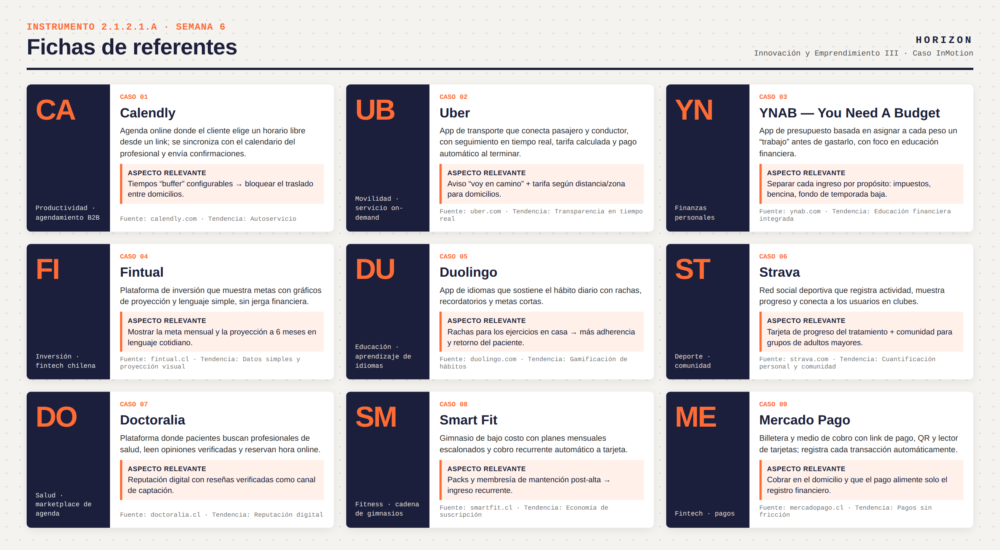 INSTRUMENTO 2.1.2.1.A · SEMANA 6
Fichas de referentes
HORIZON
Innovación y Emprendimiento III · Caso InMotion
CA
Productividad ·
agendamiento B2B
CASO 01
Calendly
Agenda online donde el cliente elige un horario libre
desde un link; se sincroniza con el calendario del
profesional y envía confirmaciones.
ASPECTO RELEVANTE
Tiempos “buffer” configurables → bloquear el traslado
entre domicilios.
Fuente: calendly.com · Tendencia: Autoservicio
UB
Movilidad ·
servicio on-
demand
CASO 02
Uber
App de transporte que conecta pasajero y conductor,
con seguimiento en tiempo real, tarifa calculada y pago
automático al terminar.
ASPECTO RELEVANTE
Aviso “voy en camino” + tarifa según distancia/zona
para domicilios.
Fuente: uber.com · Tendencia: Transparencia en tiempo
real
YN
Finanzas
personales
CASO 03
YNAB — You Need A Budget
App de presupuesto basada en asignar a cada peso un
“trabajo” antes de gastarlo, con foco en educación
financiera.
ASPECTO RELEVANTE
Separar cada ingreso por propósito: impuestos,
bencina, fondo de temporada baja.
Fuente: ynab.com · Tendencia: Educación financiera
integrada
FI
Inversión ·
fintech chilena
CASO 04
Fintual
Plataforma de inversión que muestra metas con gráficos
de proyección y lenguaje simple, sin jerga financiera.
ASPECTO RELEVANTE
Mostrar la meta mensual y la proyección a 6 meses en
lenguaje cotidiano.
Fuente: fintual.cl · Tendencia: Datos simples y
proyección visual
DU
Educación ·
aprendizaje de
idiomas
CASO 05
Duolingo
App de idiomas que sostiene el hábito diario con rachas,
recordatorios y metas cortas.
ASPECTO RELEVANTE
Rachas para los ejercicios en casa → más adherencia
y retorno del paciente.
Fuente: duolingo.com · Tendencia: Gamificación de
hábitos
ST
Deporte ·
comunidad
CASO 06
Strava
Red social deportiva que registra actividad, muestra
progreso y conecta a los usuarios en clubes.
ASPECTO RELEVANTE
Tarjeta de progreso del tratamiento + comunidad para
grupos de adultos mayores.
Fuente: strava.com · Tendencia: Cuantificación
personal y comunidad
DO
Salud ·
marketplace de
agenda
CASO 07
Doctoralia
Plataforma donde pacientes buscan profesionales de
salud, leen opiniones verificadas y reservan hora online.
ASPECTO RELEVANTE
Reputación digital con reseñas verificadas como canal
de captación.
Fuente: doctoralia.cl · Tendencia: Reputación digital
SM
Fitness · cadena
de gimnasios
CASO 08
Smart Fit
Gimnasio de bajo costo con planes mensuales
escalonados y cobro recurrente automático a tarjeta.
ASPECTO RELEVANTE
Packs y membresía de mantención post-alta →
ingreso recurrente.
Fuente: smartfit.cl · Tendencia: Economía de
suscripción
ME
Fintech · pagos
CASO 09
Mercado Pago
Billetera y medio de cobro con link de pago, QR y lector
de tarjetas; registra cada transacción automáticamente.
ASPECTO RELEVANTE
Cobrar en el domicilio y que el pago alimente solo el
registro financiero.
Fuente: mercadopago.cl · Tendencia: Pagos sin
fricción